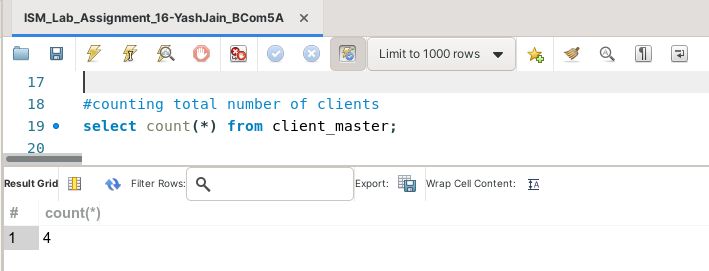 ISM_Lab_Assignment_16-YashJain_BCom5A
Limit to 1000 rows
17
18 #counting total number of clients
19 select count(*) from client_master;
20
Result Grid Filter Rows: Export: Wrap Cell Content:
# count(*)
1 4